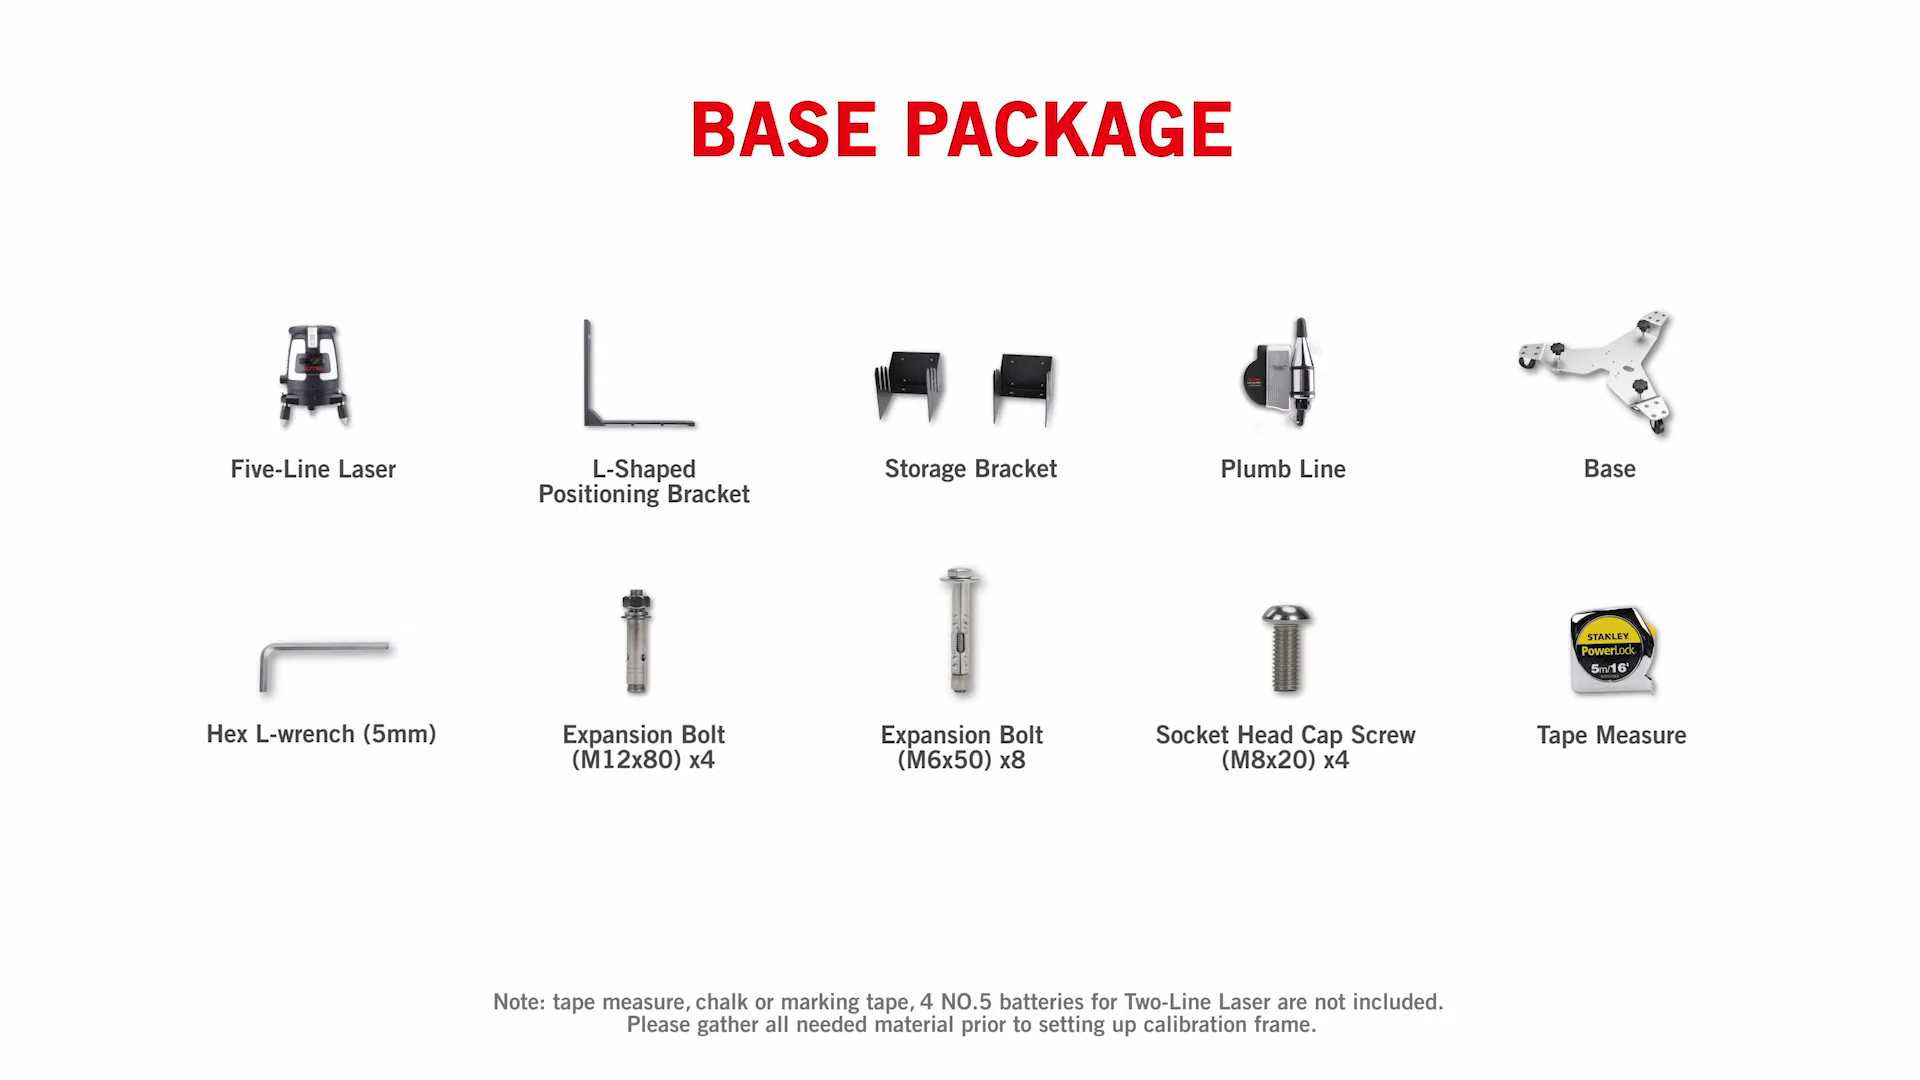 BASE PACKAGE
Five-Line Laser
L-Shaped
Positioning Bracket
Storage Bracket
Plumb Line
Base
Hex L-wrench (5mm)
Expansion Bolt
(M12x80) x4
Expansion Bolt
(M6x50) x8
Socket Head Cap Screw
(M8x20) x4
STANLEY
PowerLock
5m/16'
Tape Measure
Note: tape measure, chalk or marking tape, 4 NO.5 batteries for Two-Line Laser are not included.
Please gather all needed material prior to setting up calibration frame.